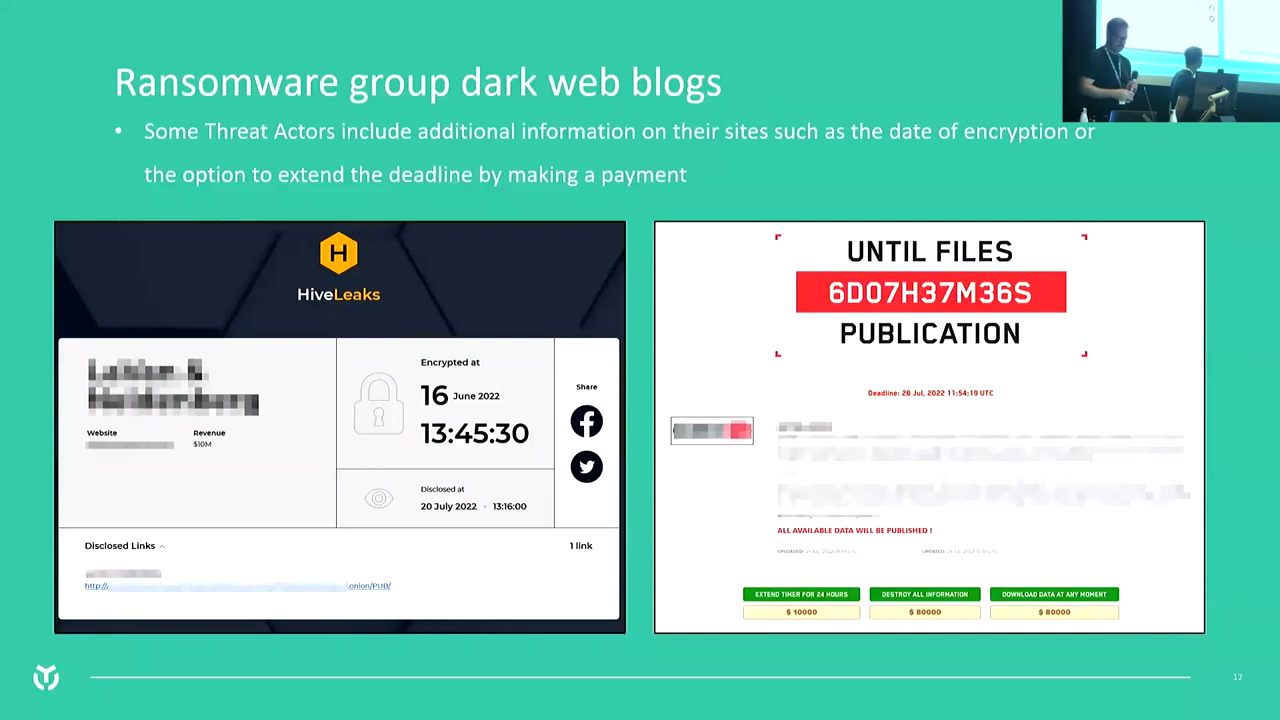 Ransomware group dark web blogs
• Some Threat Actors include additional information on their sites such as the date of encryption or
the option to extend the deadline by making a payment
H
HiveLeaks
Website
Revenue
$10M
Encrypted at
16 June 2022
13:45:30
Disclosed at
20 July 2022 • 13:16:00
Share
Disclosed Links
1 link
http://
.onion/PUB/
UNTIL FILES
6D07H37M36S
PUBLICATION
Deadline: 28 Jul, 2022 11:54:19 UTC
ALL AVAILABLE DATA WILL BE PUBLISHED !
EXTEND TIMER FOR 24 HOURS
$ 10000
DESTROY ALL INFORMATION
$ 80000
DOWNLOAD DATA AT ANY MOMENT
$ 80000
12